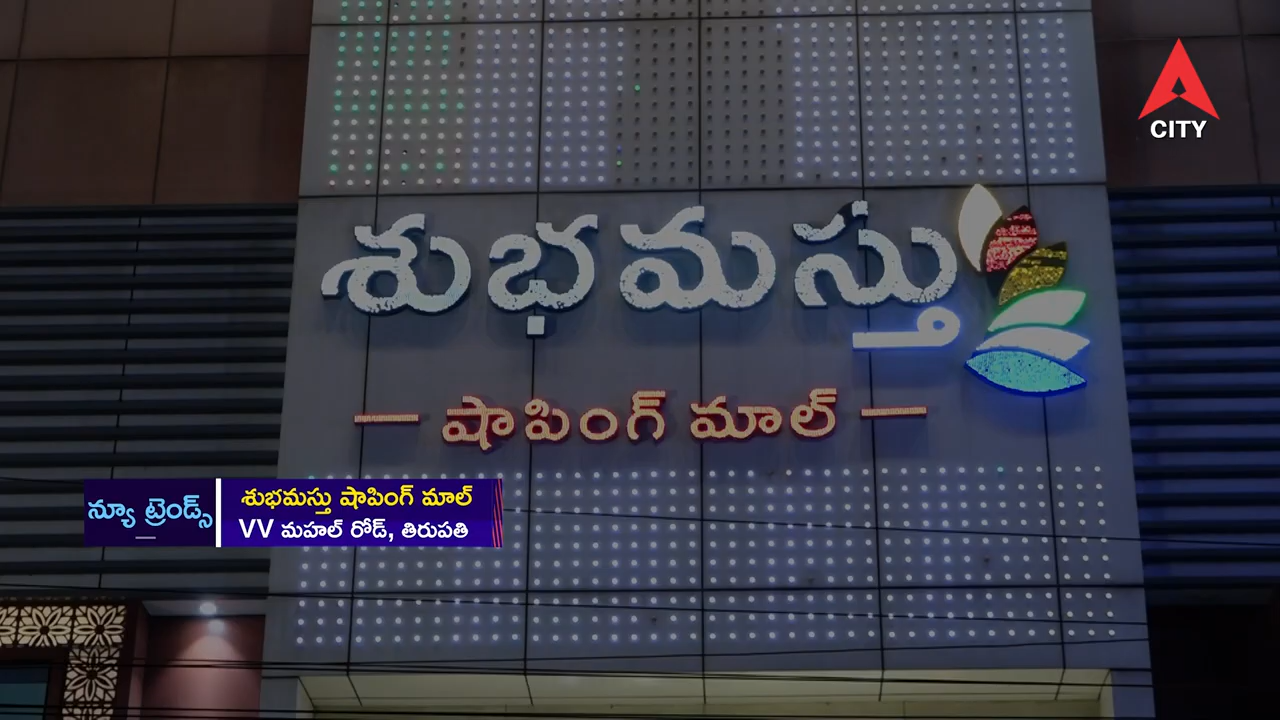 CITY
శుభమస్తు
షాపింగ్ మాల్
న్యూ ట్రెండ్స్
శుభమస్తు షాపింగ్ మాల్
VV మహల్ రోడ్, తిరుపతి